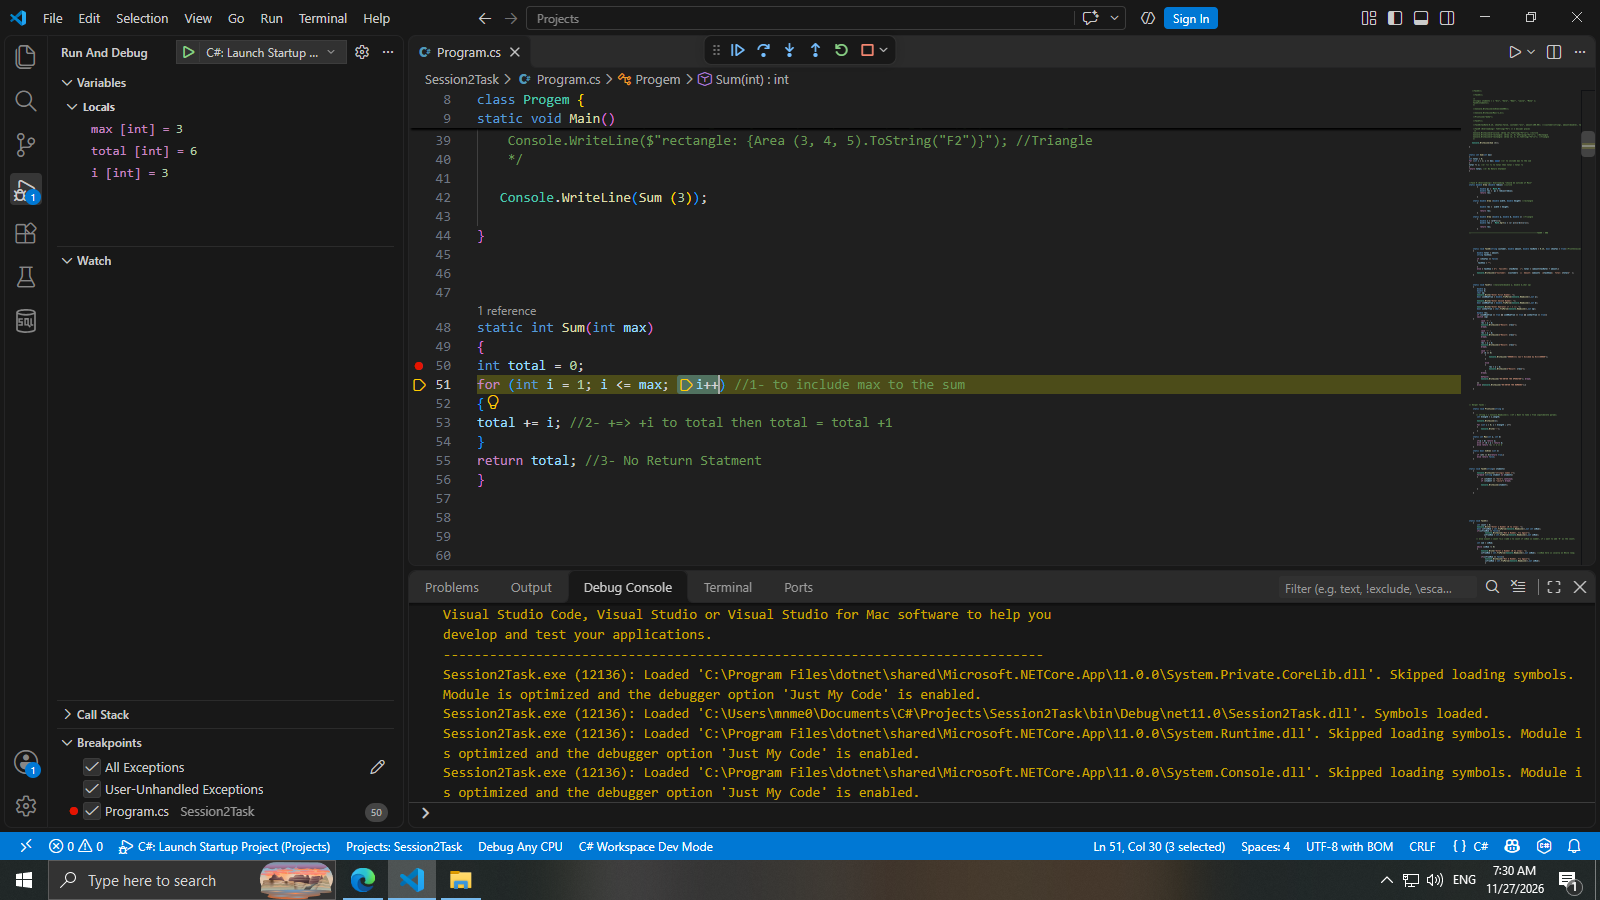 File Edit Selection View Go Run Terminal Help
Projects
Sign In
Run And Debug
C#: Launch Startup ...
Variables
Locals
max [int] = 3
total [int] = 6
i [int] = 3
Watch
Call Stack
Breakpoints
All Exceptions
User-Unhandled Exceptions
Program.cs Session2Task 50
Program.cs
Session2Task > Program.cs > Progem > Sum(int) : int
8 class Progem {
9 static void Main()
39 Console.WriteLine($"rectangle: {Area (3, 4, 5).ToString("F2")}"); //Triangle
40 */
41
42 Console.WriteLine(Sum (3));
43
44 }
45
46
47
1 reference
48 static int Sum(int max)
49 {
50 int total = 0;
51 for (int i = 1; i <= max; i++) //1- to include max to the sum
52 {
53 total += i; //2- +=> +i to total then total = total +1
54 }
55 return total; //3- No Return Statment
56 }
57
58
59
60
Problems Output Debug Console Terminal Ports
Filter (e.g. text, !exclude, \esca...
Visual Studio Code, Visual Studio or Visual Studio for Mac software to help you
develop and test your applications.
-------------------------------------------------------------------------------
Session2Task.exe (12136): Loaded 'C:\Program Files\dotnet\shared\Microsoft.NETCore.App\11.0.0\System.Private.CoreLib.dll'. Skipped loading symbols.
Module is optimized and the debugger option 'Just My Code' is enabled.
Session2Task.exe (12136): Loaded 'C:\Users\mnme0\Documents\C#\Projects\Session2Task\bin\Debug\net11.0\Session2Task.dll'. Symbols loaded.
Session2Task.exe (12136): Loaded 'C:\Program Files\dotnet\shared\Microsoft.NETCore.App\11.0.0\System.Runtime.dll'. Skipped loading symbols. Module i
s optimized and the debugger option 'Just My Code' is enabled.
Session2Task.exe (12136): Loaded 'C:\Program Files\dotnet\shared\Microsoft.NETCore.App\11.0.0\System.Console.dll'. Skipped loading symbols. Module i
s optimized and the debugger option 'Just My Code' is enabled.
1
1
0 0 C#: Launch Startup Project (Projects) Projects: Session2Task Debug Any CPU C# Workspace Dev Mode Ln 51, Col 30 (3 selected) Spaces: 4 UTF-8 with BOM CRLF { } C#
Type here to search
ENG
7:30 AM
11/27/2026
1